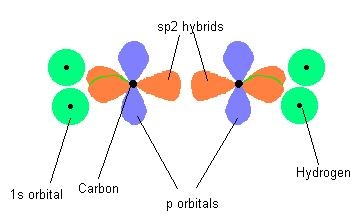 sp2 hybrids
1s orbital
Carbon
p orbitals
Hydrogen